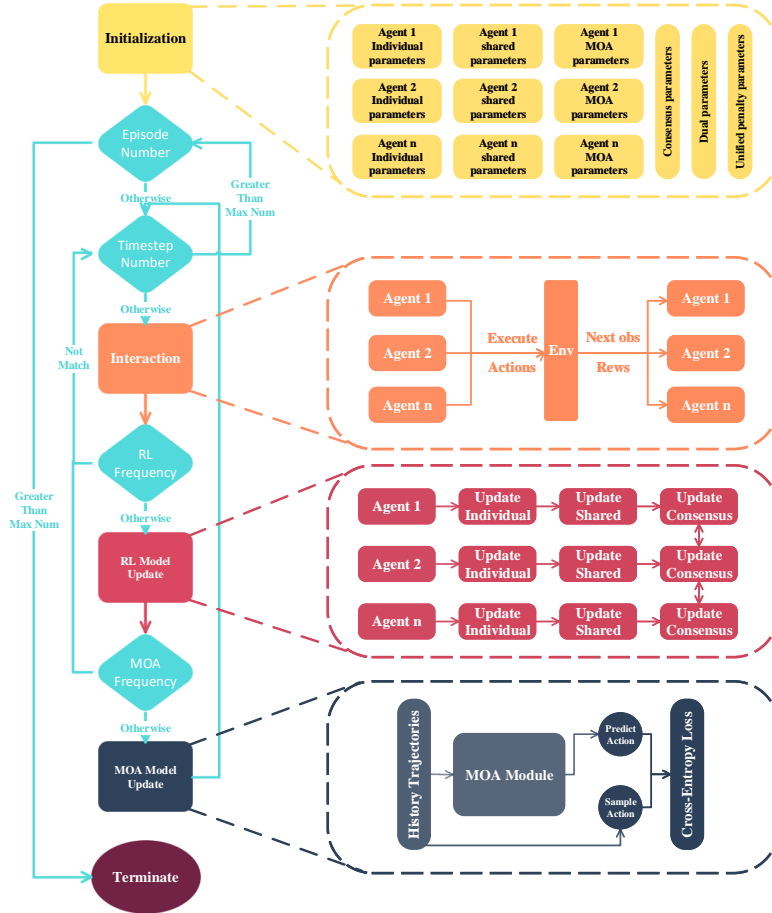 Initialization
Episode
Number
Otherwise
Greater
Than
Max Num
Timestep
Number
Otherwise
Not
Match
Interaction
RL
Frequency
Greater
Than
Max Num
Otherwise
RL Model
Update
MOA
Frequency
Otherwise
MOA Model
Update
Terminate
Agent 1
Individual
parameters
Agent 1
shared
parameters
Agent 1
MOA
parameters
Agent 2
Individual
parameters
Agent 2
shared
parameters
Agent 2
MOA
parameters
Agent n
Individual
parameters
Agent n
shared
parameters
Agent n
MOA
parameters
Consensus parameters
Dual parameters
Unified penalty parameters
Agent 1
Agent 2
Agent n
Execute
Actions
Env
Next obs
Rews
Agent 1
Agent 2
Agent n
Agent 1
Update
Individual
Update
Shared
Update
Consensus
Agent 2
Update
Individual
Update
Shared
Update
Consensus
Agent n
Update
Individual
Update
Shared
Update
Consensus
History Trajectories
MOA Module
Predict
Action
Sample
Action
Cross-Entropy Loss